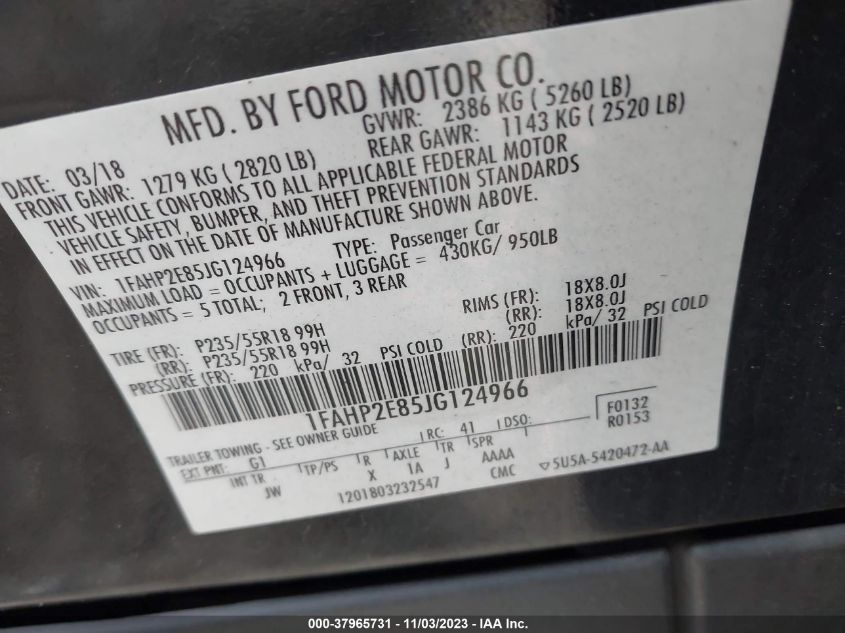 MFD. BY FORD MOTOR CO.
DATE: 03/18 GVWR: 2386 KG ( 5260 LB)
FRONT GAWR: 1279 KG ( 2820 LB) REAR GAWR: 1143 KG ( 2520 LB)
THIS VEHICLE CONFORMS TO ALL APPLICABLE FEDERAL MOTOR
VEHICLE SAFETY, BUMPER, AND THEFT PREVENTION STANDARDS
IN EFFECT ON THE DATE OF MANUFACTURE SHOWN ABOVE.
VIN: 1FAHP2E85JG124966 TYPE: Passenger Car
MAXIMUM LOAD = OCCUPANTS + LUGGAGE = 430KG/ 950LB
OCCUPANTS = 5 TOTAL; 2 FRONT, 3 REAR
TIRE (FR): P235/55R18 99H RIMS (FR): 18X8.0J
(RR): P235/55R18 99H (RR): 18X8.0J
PRESSURE (FR): 220 kPa/ 32 PSI COLD (RR): 220 kPa/ 32 PSI COLD
1FAHP2E85JG124966
TRAILER TOWING - SEE OWNER GUIDE RC: 41 DSO: F0132
EXT PNT: G1 R0153
INT TR TP/PS R AXLE TR SPR
JW X 1A J AAAA
1201803232547 CMC 5U5A-5420472-AA
000-37965731 - 11/03/2023 - IAA Inc.